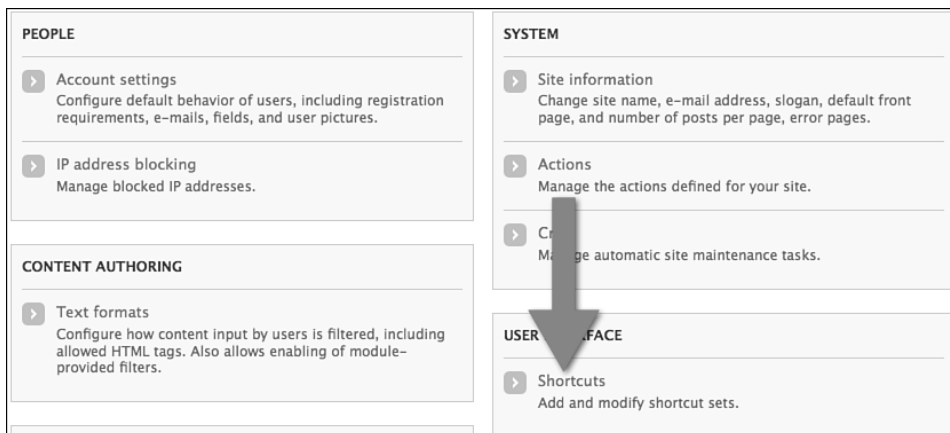 PEOPLE
Account settings
Configure default behavior of users, including registration
requirements, e-mails, fields, and user pictures.
IP address blocking
Manage blocked IP addresses.
CONTENT AUTHORING
Text formats
Configure how content input by users is filtered, including
allowed HTML tags. Also allows enabling of module-
provided filters.
SYSTEM
Site information
Change site name, e-mail address, slogan, default front
page, and number of posts per page, error pages.
Actions
Manage the actions defined for your site.
automatic site maintenance tasks.
USER
Shortcuts
Add and modify shortcut sets.